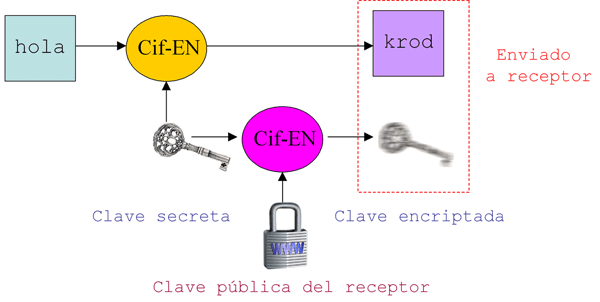 hola
Cif-EN
krod
Enviado
a receptor
Cif-EN
Clave secreta
Clave encriptada
WWW
Clave pública del receptor